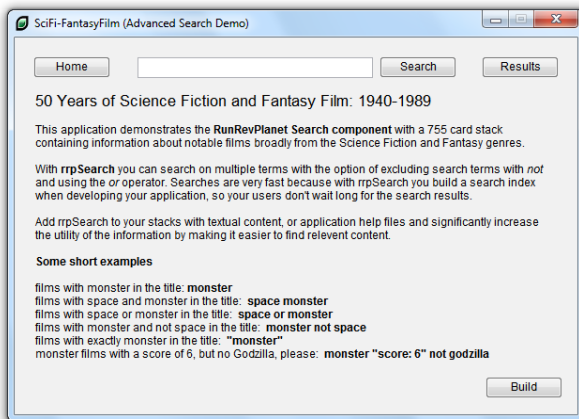 SciFi-FantasyFilm (Advanced Search Demo)
Home Search Results
50 Years of Science Fiction and Fantasy Film: 1940-1989
This application demonstrates the RunRevPlanet Search component with a 755 card stack
containing information about notable films broadly from the Science Fiction and Fantasy genres.
With rrpSearch you can search on multiple terms with the option of excluding search terms with not
and using the or operator. Searches are very fast because with rrpSearch you build a search index
when developing your application, so your users don't wait long for the search results.
Add rrpSearch to your stacks with textual content, or application help files and significantly increase
the utility of the information by making it easier to find relevent content.
Some short examples
films with monster in the title: monster
films with space and monster in the title: space monster
films with space or monster in the title: space or monster
films with monster and not space in the title: monster not space
films with exactly monster in the title: "monster"
monster films with a score of 6, but no Godzilla, please: monster "score: 6" not godzilla
Build